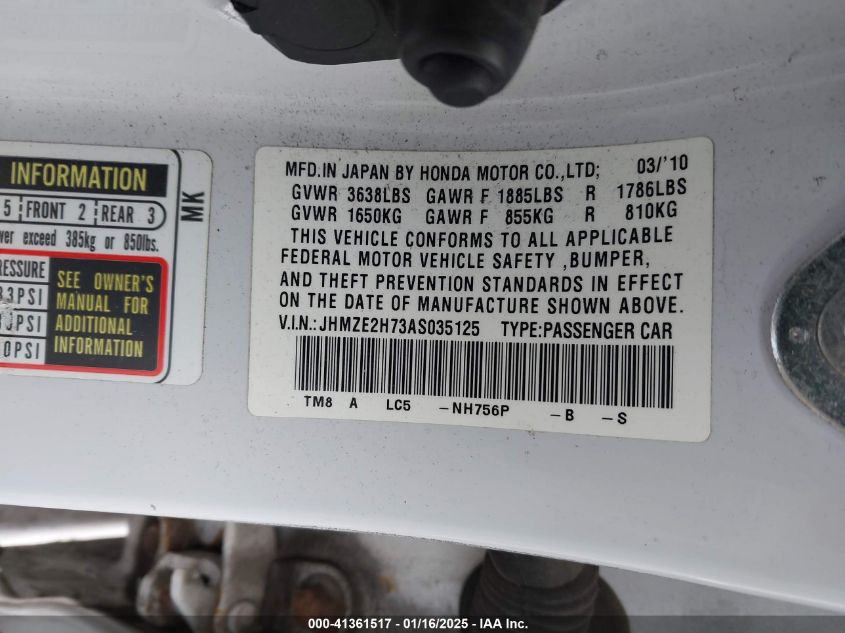 INFORMATION
5 FRONT 2 REAR 3
exceed 385kg or 850lbs.
SEE OWNER'S
MANUAL FOR
ADDITIONAL
INFORMATION
PSI
PSI
0PSI
MK
MFD.IN JAPAN BY HONDA MOTOR CO.,LTD; 03/'10
GVWR 3638LBS GAWR F 1885LBS R 1786LBS
GVWR 1650KG GAWR F 855KG R 810KG
THIS VEHICLE CONFORMS TO ALL APPLICABLE
FEDERAL MOTOR VEHICLE SAFETY ,BUMPER,
AND THEFT PREVENTION STANDARDS IN EFFECT
ON THE DATE OF MANUFACTURE SHOWN ABOVE.
V.I.N.:JHMZE2H73AS035125 TYPE:PASSENGER CAR
TM8 A LC5 -NH756P -B -S
000-41361517 - 01/16/2025 - IAA Inc.